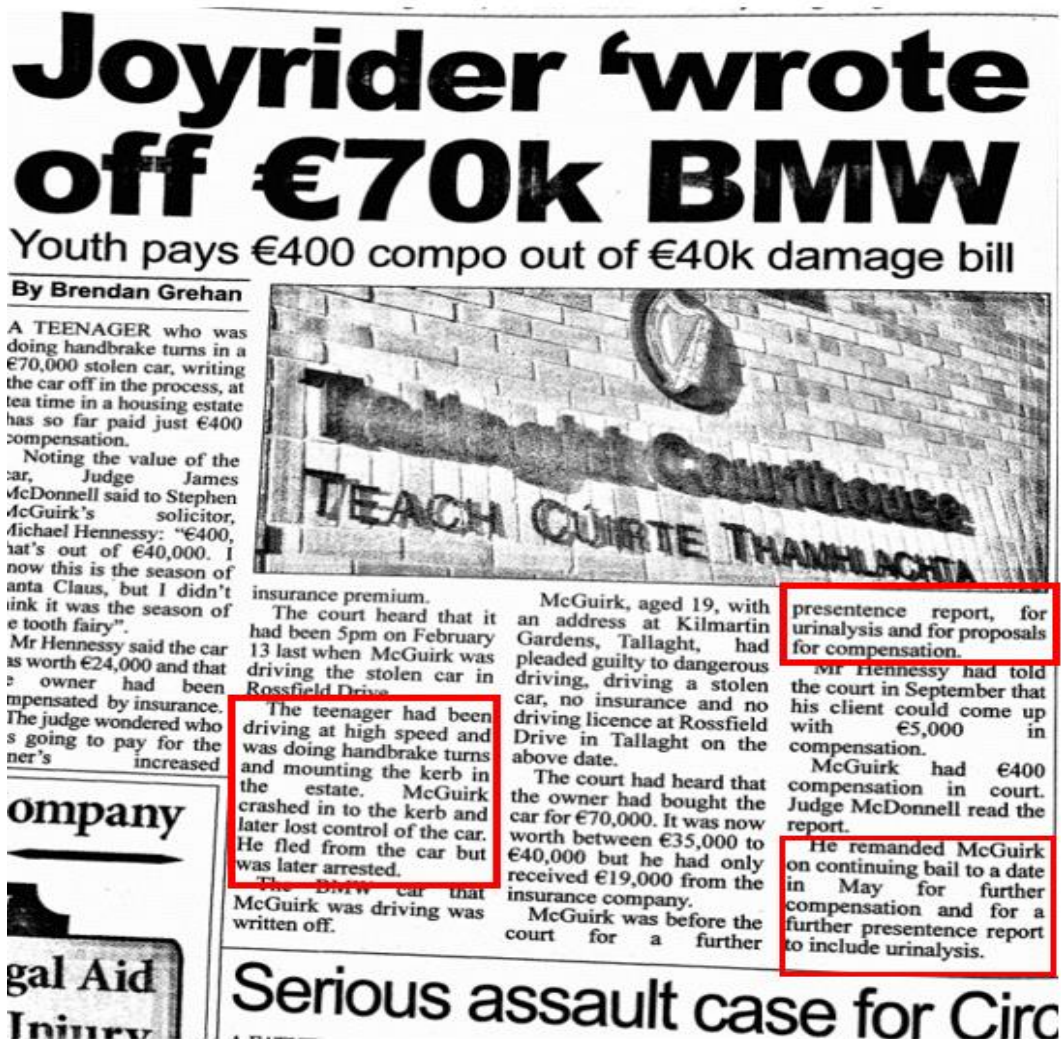 Joyrider ‘wrote
off €70k BMW
Youth pays €400 compo out of €40k damage bill
By Brendan Grehan
A TEENAGER who was
doing handbrake turns in a
€70,000 stolen car, writing
the car off in the process, at
tea time in a housing estate
has so far paid just €400
compensation.
Noting the value of the
car, Judge James
McDonnell said to Stephen
McGuirk's solicitor,
Michael Hennessy: “€400,
hat's out of €40,000. I
now this is the season of
anta Claus, but I didn't
ink it was the season of
e tooth fairy”.
Mr Hennessy said the car
as worth €24,000 and that
e owner had been
mpensated by insurance.
The judge wondered who
s going to pay for the
ner's increased
Tallaght Courthouse
TEACH CÚIRTE THAMHLACHTA
insurance premium.
The court heard that it
had been 5pm on February
13 last when McGuirk was
driving the stolen car in
Rossfield Drive.
The teenager had been
driving at high speed and
was doing handbrake turns
and mounting the kerb in
the estate. McGuirk
crashed in to the kerb and
later lost control of the car.
He fled from the car but
was later arrested.
The BMW car that
McGuirk was driving was
written off.
McGuirk, aged 19, with
an address at Kilmartin
Gardens, Tallaght, had
pleaded guilty to dangerous
driving, driving a stolen
car, no insurance and no
driving licence at Rossfield
Drive in Tallaght on the
above date.
The court had heard that
the owner had bought the
car for €70,000. It was now
worth between €35,000 to
€40,000 but he had only
received €19,000 from the
insurance company.
McGuirk was before the
court for a further
presentence report, for
urinalysis and for proposals
for compensation.
Mr Hennessy had told
the court in September that
his client could come up
with €5,000 in
compensation.
McGuirk had €400
compensation in court.
Judge McDonnell read the
report.
He remanded McGuirk
on continuing bail to a date
in May for further
compensation and for a
further presentence report
to include urinalysis.
ompany
gal Aid
Injury
Serious assault case for Circ